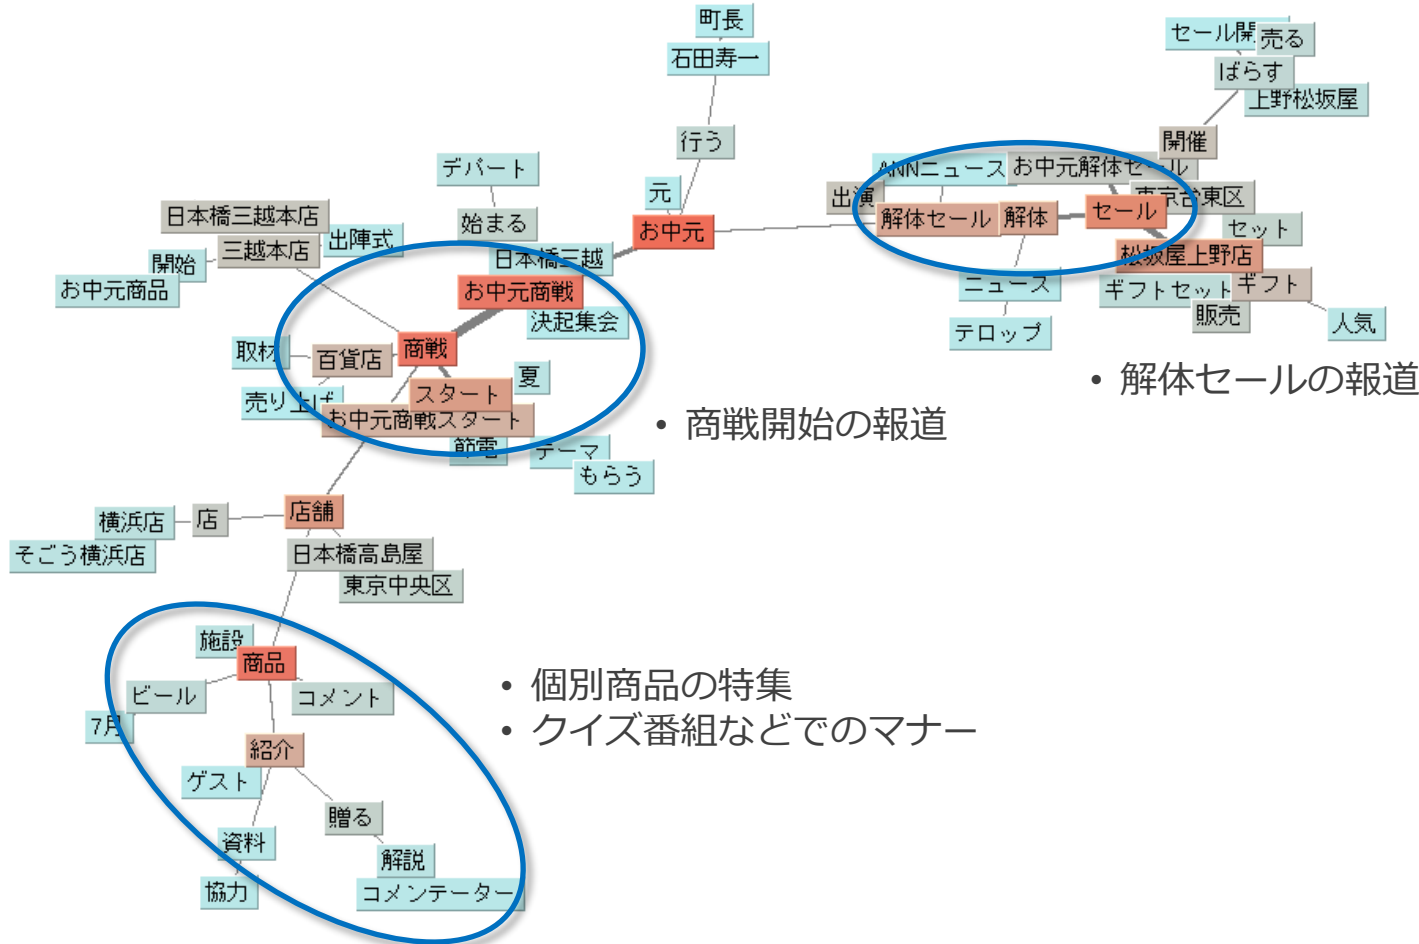 町長
石田寿一
行う
元
お中元
セール開
売る
ばらす
上野松坂屋
開催
ANNニュース
お中元解体セール
出演
東京台東区
解体セール
解体
セール
セット
松坂屋上野店
ニュース
ギフトセット
ギフト
販売
テロップ
人気
デパート
始まる
日本橋三越本店
三越本店
出陣式
開始
お中元商品
日本橋三越
お中元商戦
決起集会
商戦
取材
百貨店
夏
スタート
売り上げ
お中元商戦スタート
節電
テーマ
もらう
• 解体セールの報道
• 商戦開始の報道
横浜店
店
店舗
そごう横浜店
日本橋高島屋
東京中央区
施設
商品
ビール
コメント
7月
紹介
ゲスト
贈る
資料
解説
協力
コメンテーター
• 個別商品の特集
• クイズ番組などでのマナー